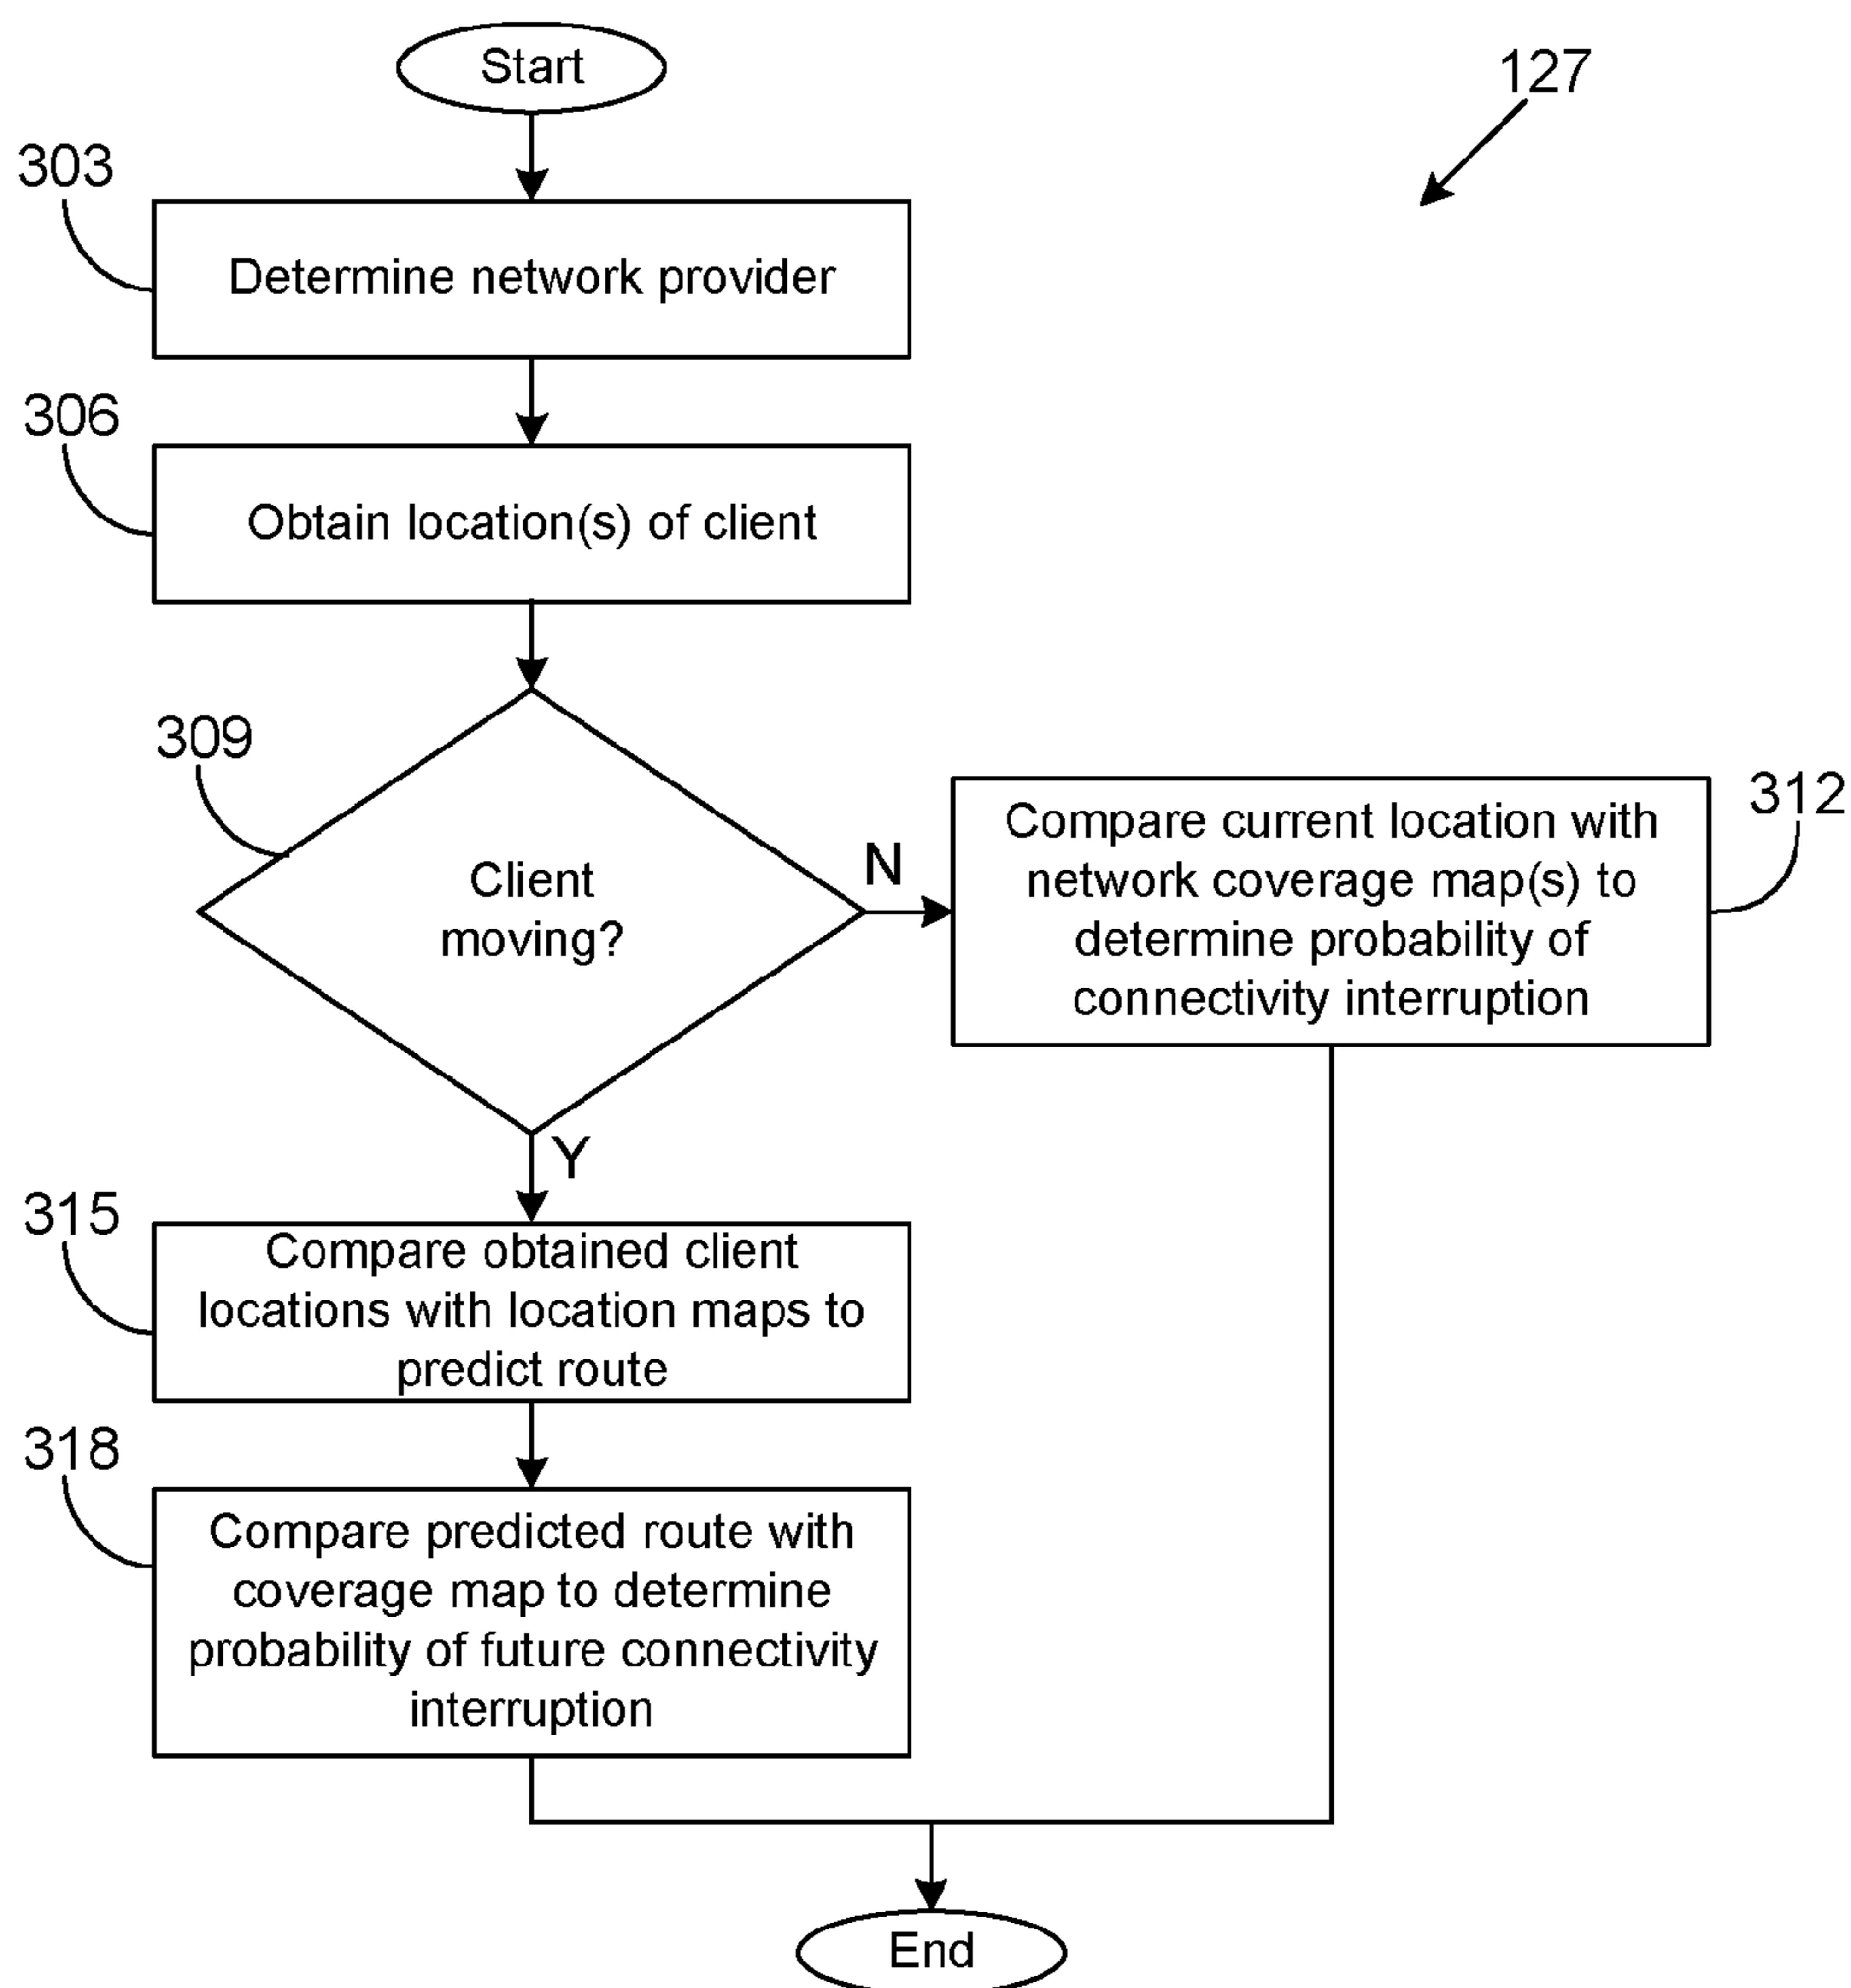 Start
127
303
Determine network provider
306
Obtain location(s) of client
309
Client
moving?
N
312
Compare current location with
network coverage map(s) to
determine probability of
connectivity interruption
Y
315
Compare obtained client
locations with location maps to
predict route
318
Compare predicted route with
coverage map to determine
probability of future connectivity
interruption
End